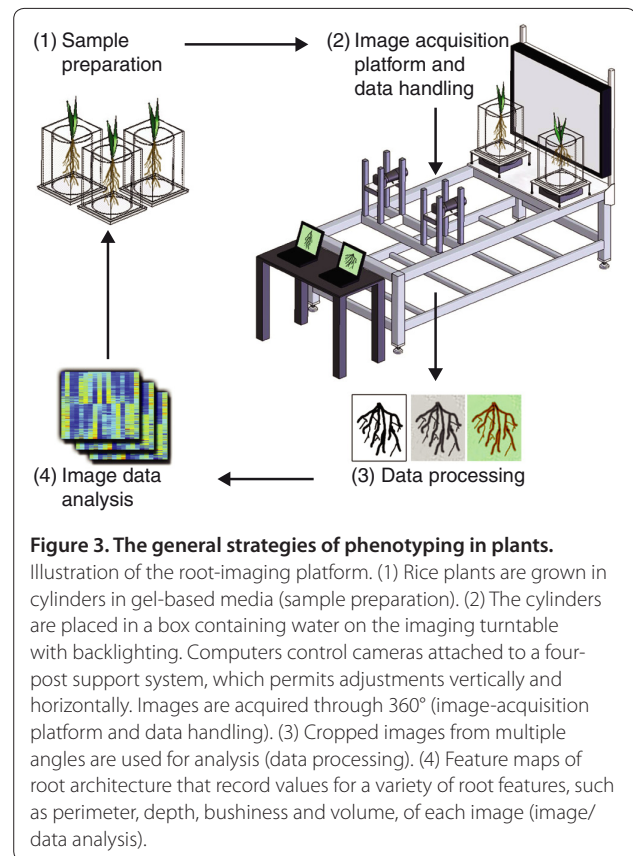 (1) Sample
preparation
(2) Image acquisition
platform and
data handling
(3) Data processing
(4) Image data
analysis
Figure 3. The general strategies of phenotyping in plants.
Illustration of the root-imaging platform. (1) Rice plants are grown in
cylinders in gel-based media (sample preparation). (2) The cylinders
are placed in a box containing water on the imaging turntable
with backlighting. Computers control cameras attached to a four-
post support system, which permits adjustments vertically and
horizontally. Images are acquired through 360° (image-acquisition
platform and data handling). (3) Cropped images from multiple
angles are used for analysis (data processing). (4) Feature maps of
root architecture that record values for a variety of root features, such
as perimeter, depth, bushiness and volume, of each image (image/
data analysis).